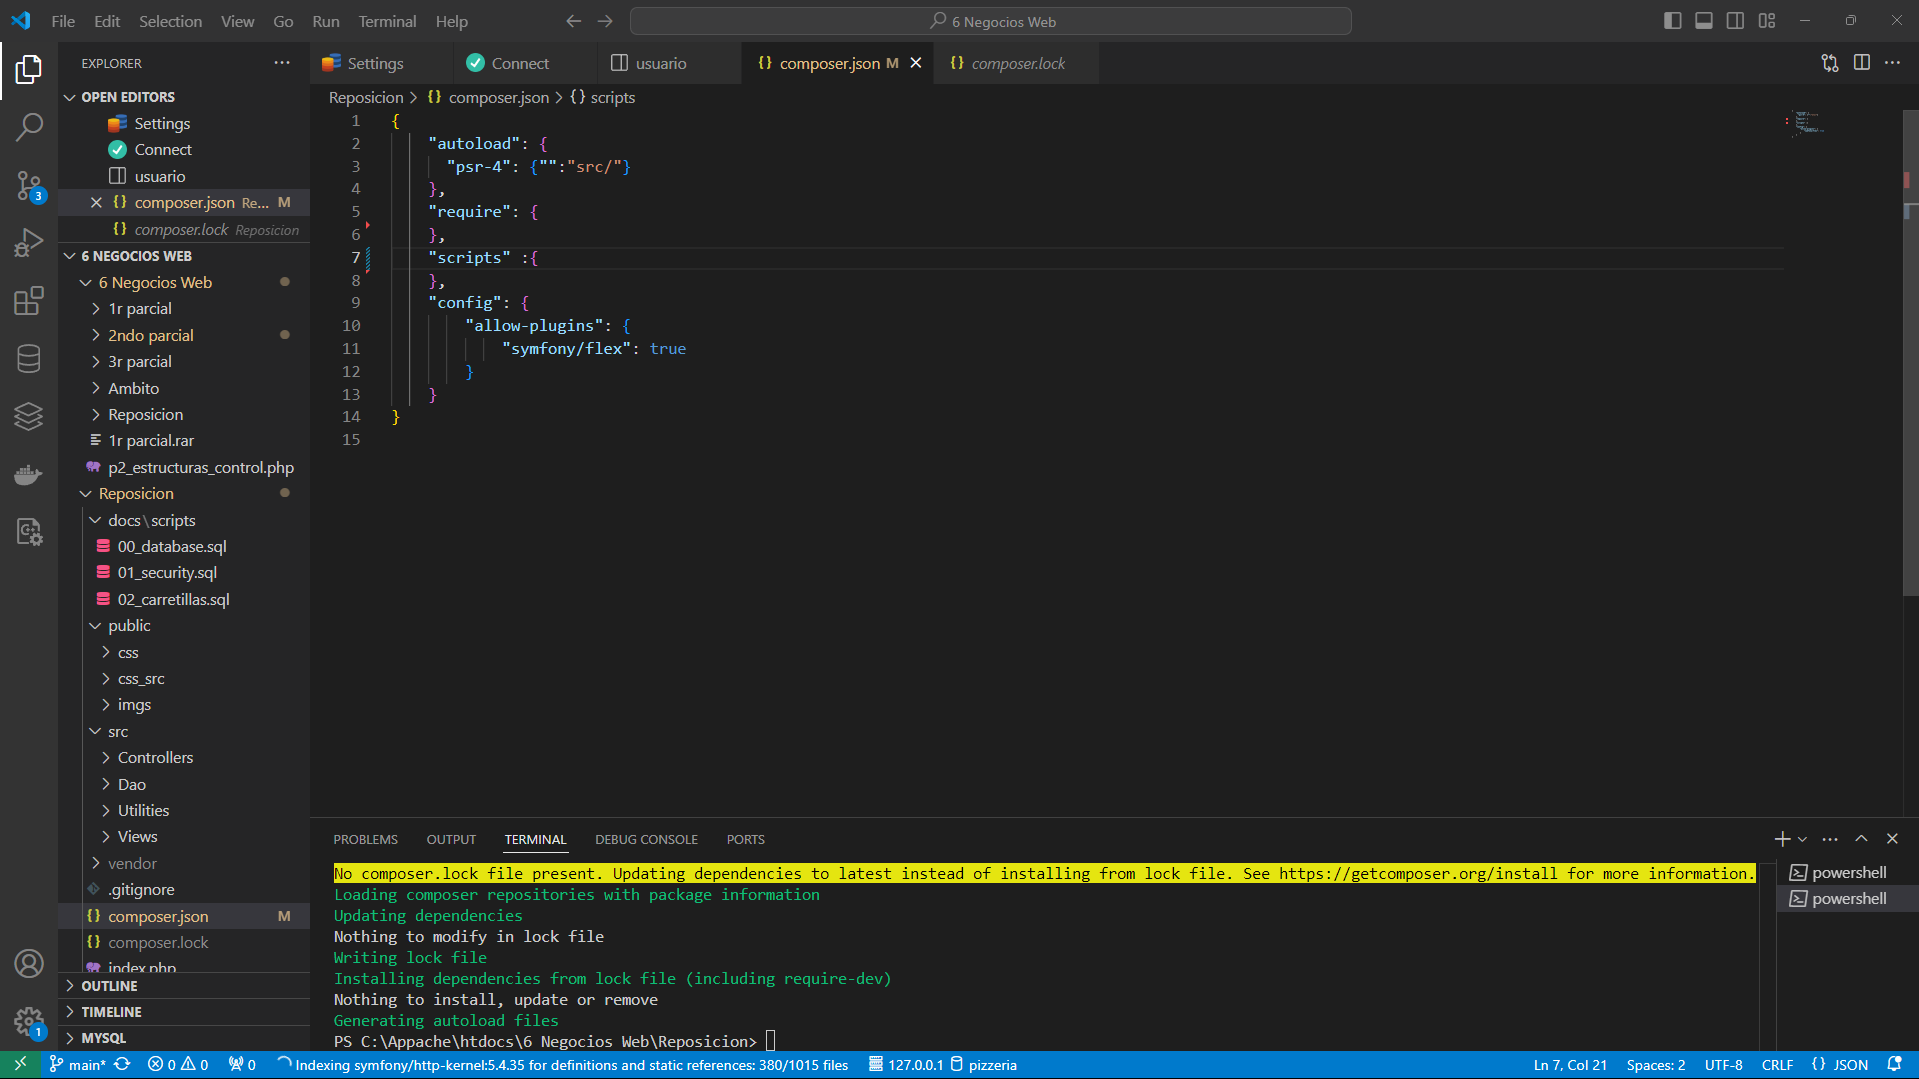 File Edit Selection View Go Run Terminal Help
6 Negocios Web
EXPLORER
OPEN EDITORS
Settings
Connect
usuario
composer.json Re... M
composer.lock Reposicion
6 NEGOCIOS WEB
6 Negocios Web
1r parcial
2ndo parcial
3r parcial
Ambito
Reposicion
1r parcial.rar
p2_estructuras_control.php
Reposicion
docs\scripts
00_database.sql
01_security.sql
02_carretillas.sql
public
css
css_src
imgs
src
Controllers
Dao
Utilities
Views
vendor
.gitignore
composer.json M
composer.lock
index.php
OUTLINE
TIMELINE
MYSQL
3
1
Settings
Connect
usuario
{} composer.json M
{} composer.lock
Reposicion > {} composer.json > {} scripts
1 {
2 "autoload": {
3 "psr-4": {"":"src/"}
4 },
5 "require": {
6 },
7 "scripts" :{
8 },
9 "config": {
10 "allow-plugins": {
11 "symfony/flex": true
12 }
13 }
14 }
15
PROBLEMS OUTPUT TERMINAL DEBUG CONSOLE PORTS
No composer.lock file present. Updating dependencies to latest instead of installing from lock file. See https://getcomposer.org/install for more information.
Loading composer repositories with package information
Updating dependencies
Nothing to modify in lock file
Writing lock file
Installing dependencies from lock file (including require-dev)
Nothing to install, update or remove
Generating autoload files
PS C:\Appache\htdocs\6 Negocios Web\Reposicion>
powershell
powershell
main* 0 0 0 Indexing symfony/http-kernel:5.4.35 for definitions and static references: 380/1015 files 127.0.0.1 pizzeria Ln 7, Col 21 Spaces: 2 UTF-8 CRLF {} JSON